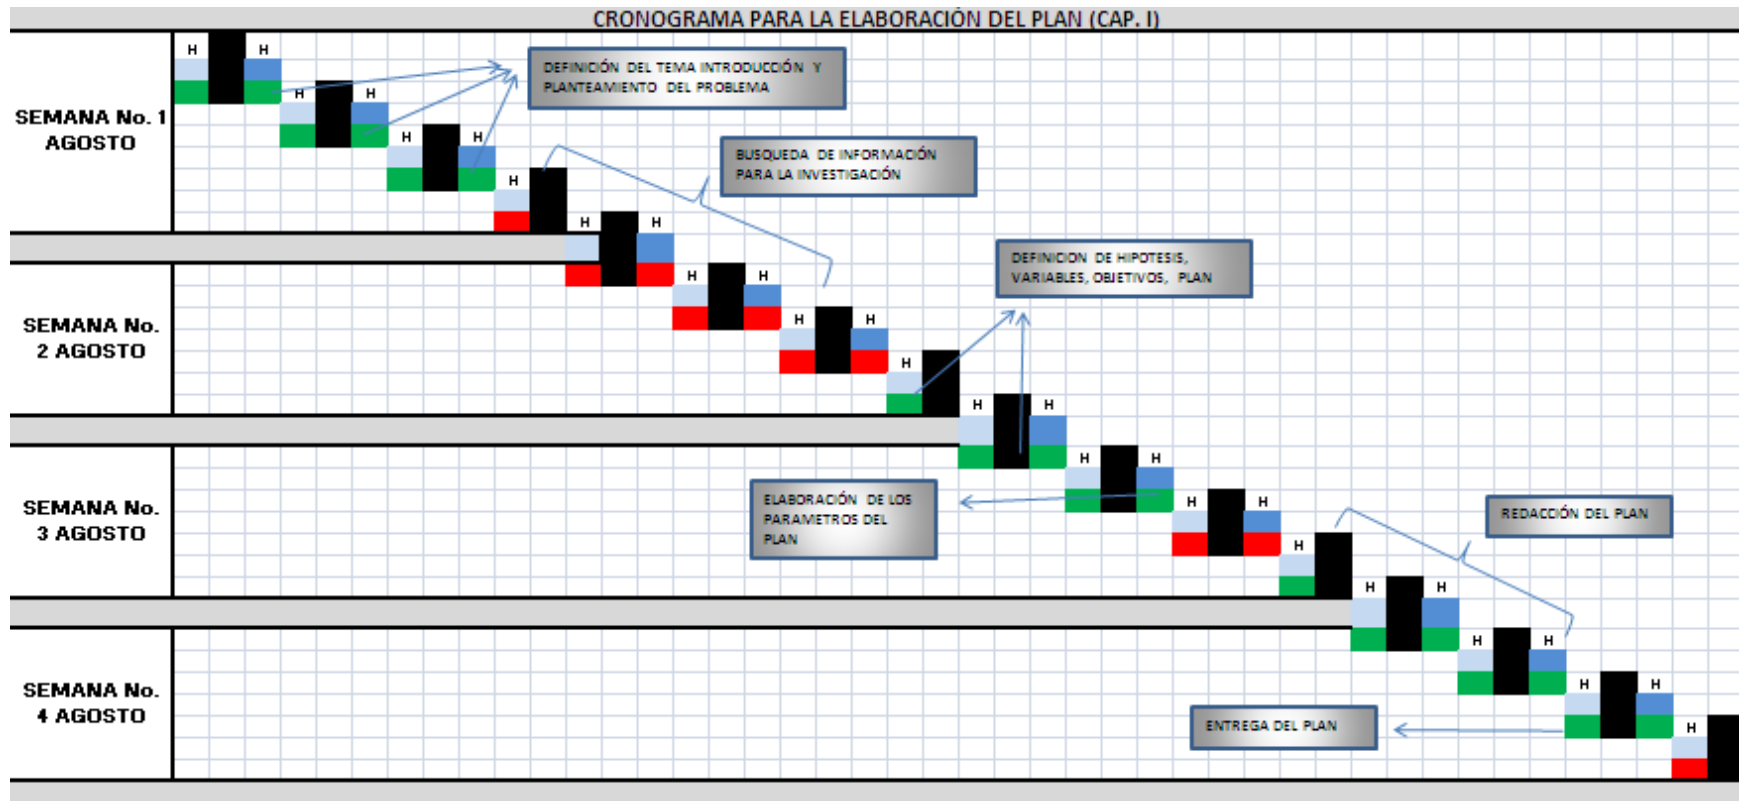 CRONOGRAMA PARA LA ELABORACIÓN DEL PLAN (CAP. I)
H H
DEFINICIÓN DEL TEMA INTRODUCCIÓN Y
PLANTEAMIENTO DEL PROBLEMA
H H
SEMANA No. 1
AGOSTO
H H
BUSQUEDA DE INFORMACIÓN
PARA LA INVESTIGACIÓN
H
H H
DEFINICION DE HIPOTESIS,
VARIABLES, OBJETIVOS, PLAN
H H
SEMANA No.
2 AGOSTO
H H
H
H H
H H
SEMANA No.
3 AGOSTO
ELABORACIÓN DE LOS
PARAMETROS DEL
PLAN
H H
REDACCIÓN DEL PLAN
H
H H
H H
SEMANA No.
4 AGOSTO
H H
ENTREGA DEL PLAN
H